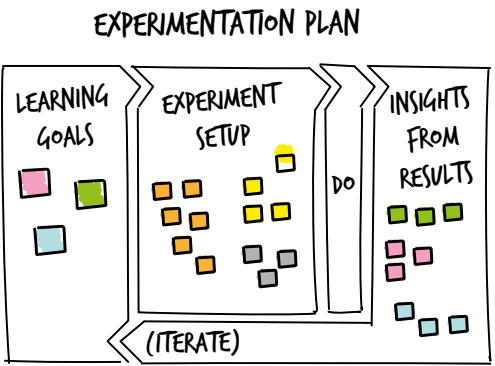 EXPERIMENTATION PLAN
LEARNING
GOALS
EXPERIMENT
SETUP
DO
INSIGHTS
FROM
RESULTS
(ITERATE)